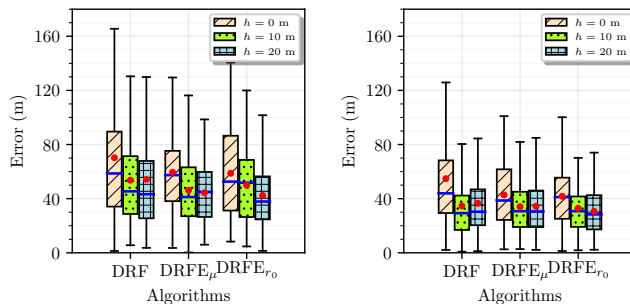 160
120
80
40
0
Error (m)
h = 0 m
h = 10 m
h = 20 m
DRF DRFEμ DRFEr₀
Algorithms
160
120
80
40
0
Error (m)
h = 0 m
h = 10 m
h = 20 m
DRF DRFEμ DRFEr₀
Algorithms